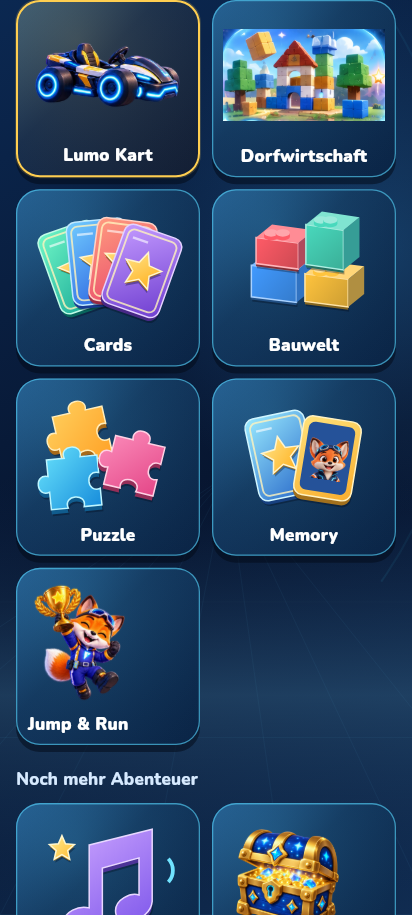 Lumo Kart
Dorfwirtschaft
Cards
Bauwelt
Puzzle
Memory
Jump & Run
Noch mehr Abenteuer